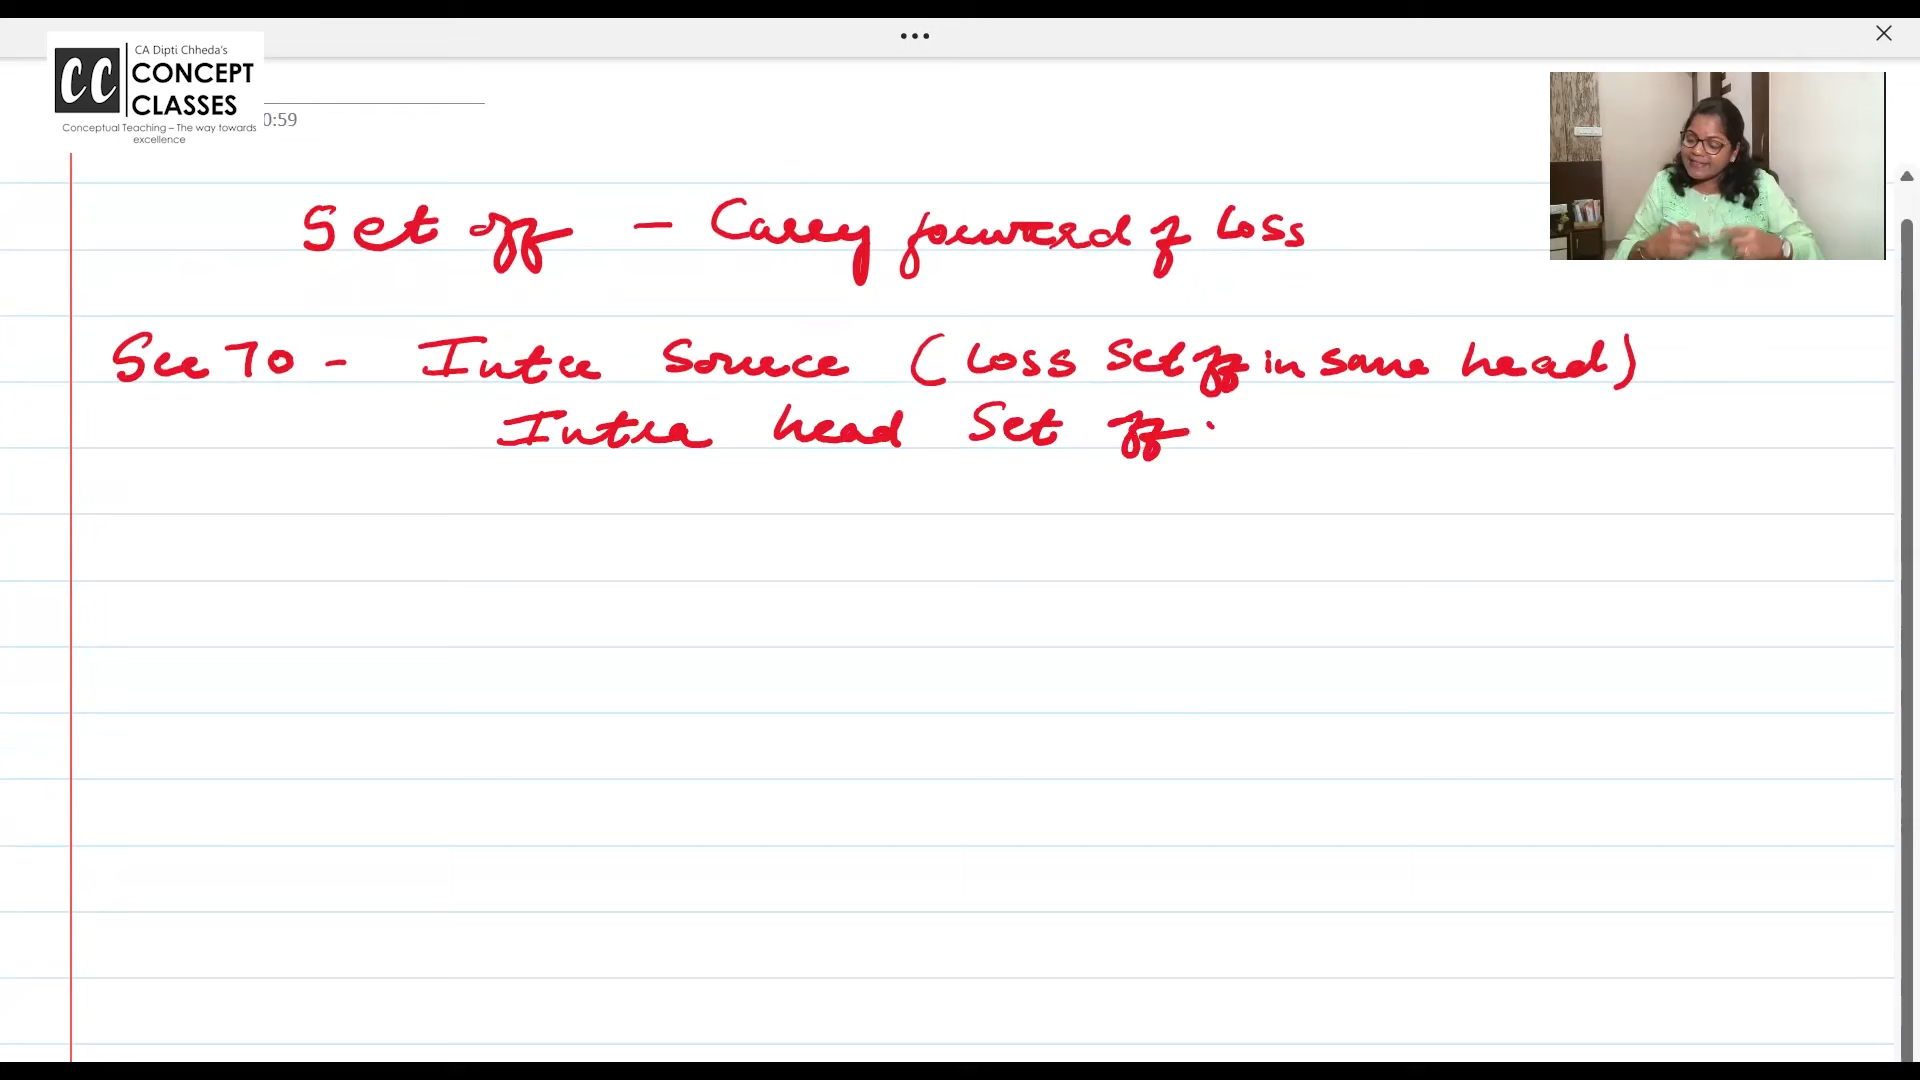 CA Dipti Chheda's
CC CONCEPT
CLASSES
Conceptual Teaching – The way towards
excellence
0:59
Set off - Carry forward of Loss
Sec 70 - Inter Source (Loss Set off in same head)
Intra head Set off.